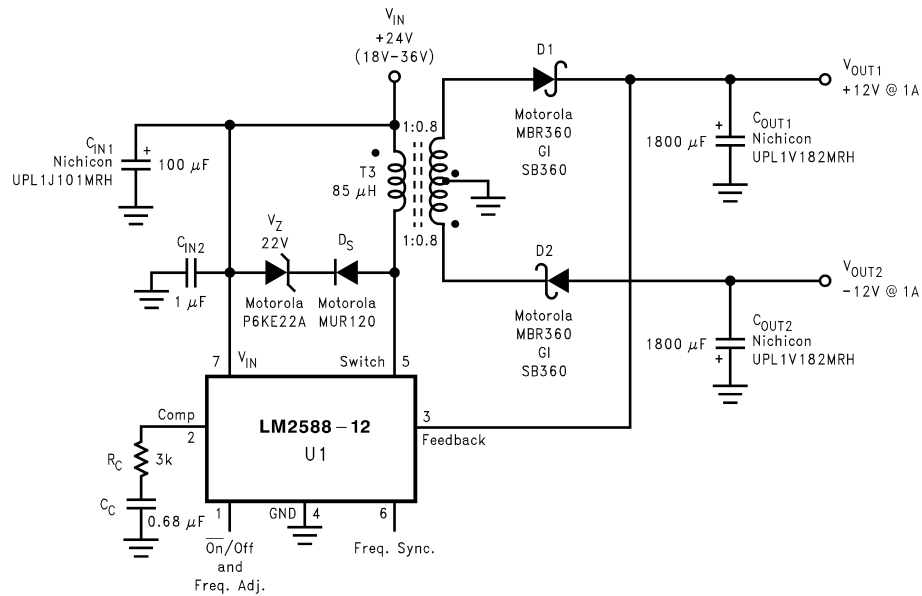 V_IN
+24V
(18V-36V)
C_IN1
Nichicon
UPL1J101MRH
+
100 μF
1:0.8
T3
85 μH
1:0.8
D1
Motorola
MBR360
GI
SB360
V_OUT1
+12V @ 1A
+
1800 μF
C_OUT1
Nichicon
UPL1V182MRH
C_IN2
1 μF
V_Z
22V
Motorola
P6KE22A
D_S
Motorola
MUR120
D2
Motorola
MBR360
GI
SB360
V_OUT2
-12V @ 1A
1800 μF
+
C_OUT2
Nichicon
UPL1V182MRH
7
V_IN
Switch
5
Comp
2
LM2588-12
U1
3
Feedback
R_C
3k
C_C
0.68 μF
1
GND
4
6
O̅n̅/Off
and
Freq. Adj.
Freq. Sync.